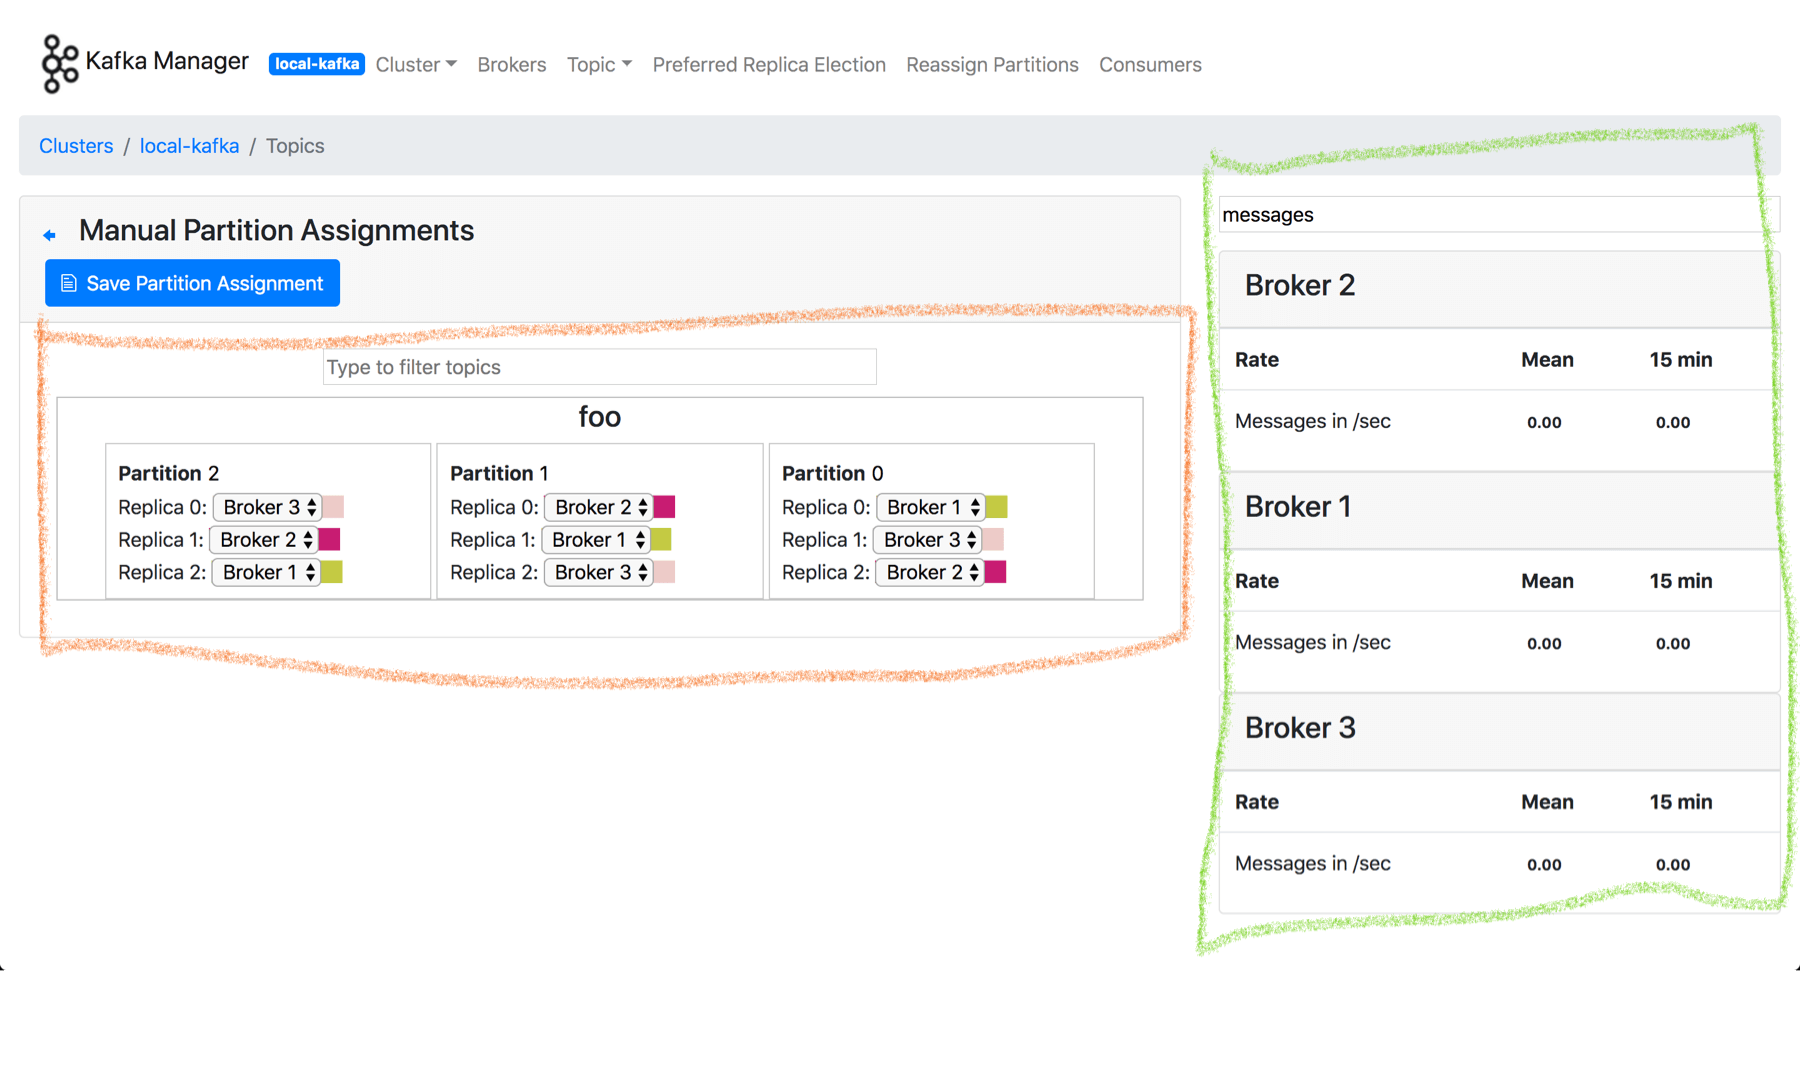 Kafka Manager local-kafka Cluster Brokers Topic Preferred Replica Election Reassign Partitions Consumers
Clusters / local-kafka / Topics
Manual Partition Assignments
Save Partition Assignment
Type to filter topics
foo
Partition 2
Replica 0: Broker 3
Replica 1: Broker 2
Replica 2: Broker 1
Partition 1
Replica 0: Broker 2
Replica 1: Broker 1
Replica 2: Broker 3
Partition 0
Replica 0: Broker 1
Replica 1: Broker 3
Replica 2: Broker 2
messages
Broker 2
Rate Mean 15 min
Messages in /sec 0.00 0.00
Broker 1
Rate Mean 15 min
Messages in /sec 0.00 0.00
Broker 3
Rate Mean 15 min
Messages in /sec 0.00 0.00